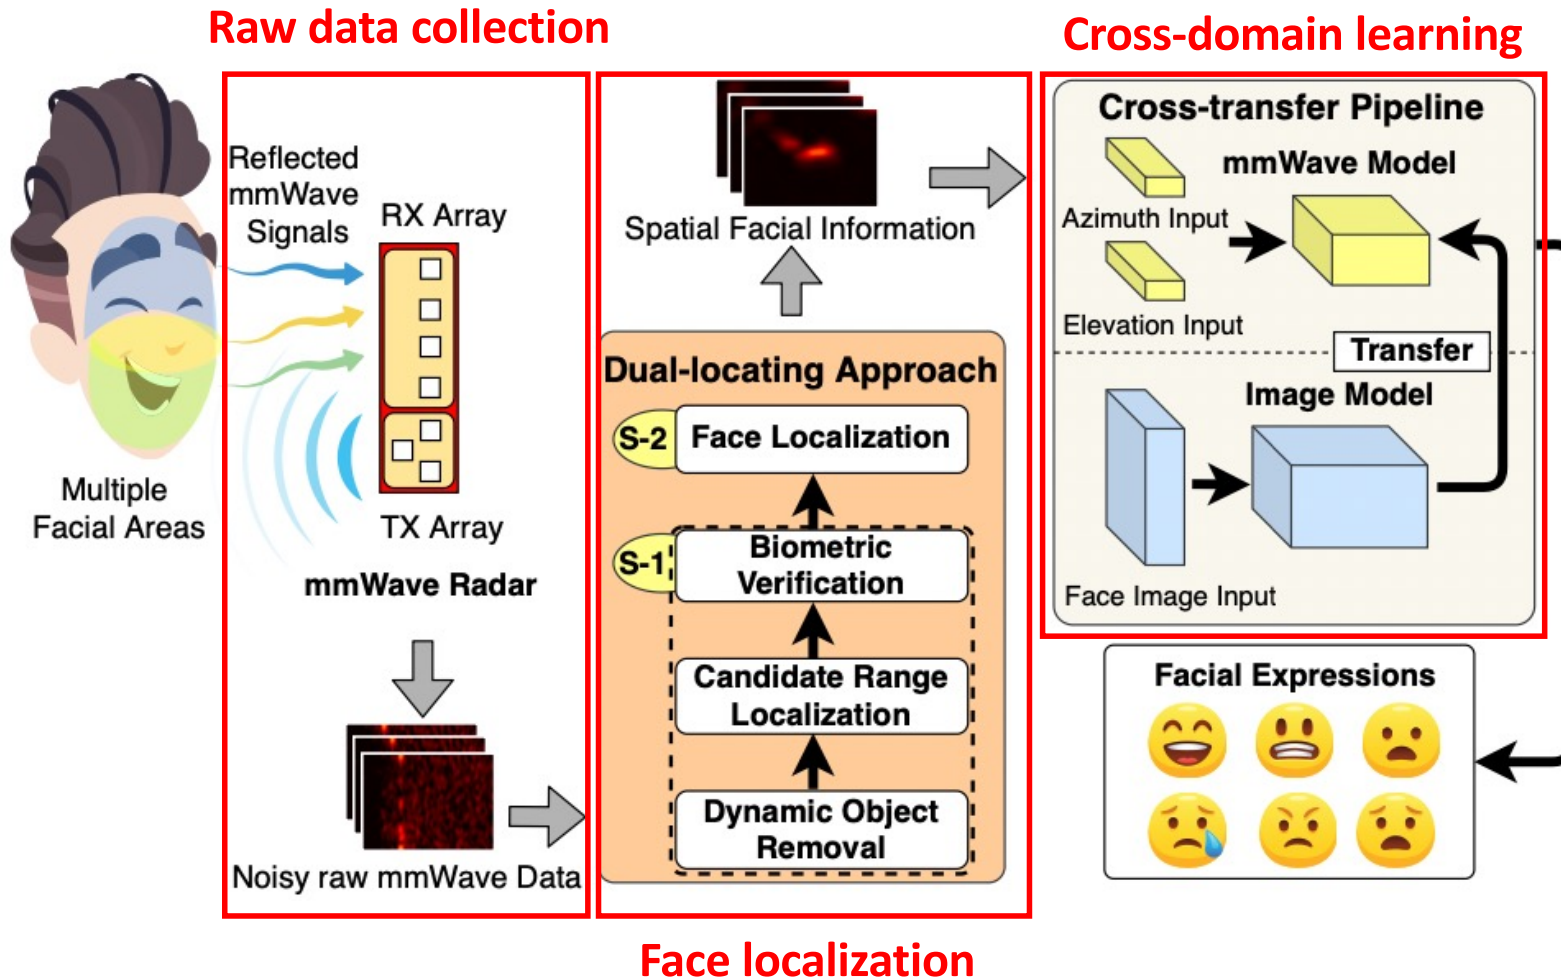 Raw data collection
Reflected
mmWave
Signals
RX Array
TX Array
mmWave Radar
Multiple
Facial Areas
Noisy raw mmWave Data
Spatial Facial Information
Dual-locating Approach
S-2
Face Localization
S-1
Biometric
Verification
Candidate Range
Localization
Dynamic Object
Removal
Face localization
Cross-domain learning
Cross-transfer Pipeline
mmWave Model
Azimuth Input
Elevation Input
Transfer
Image Model
Face Image Input
Facial Expressions